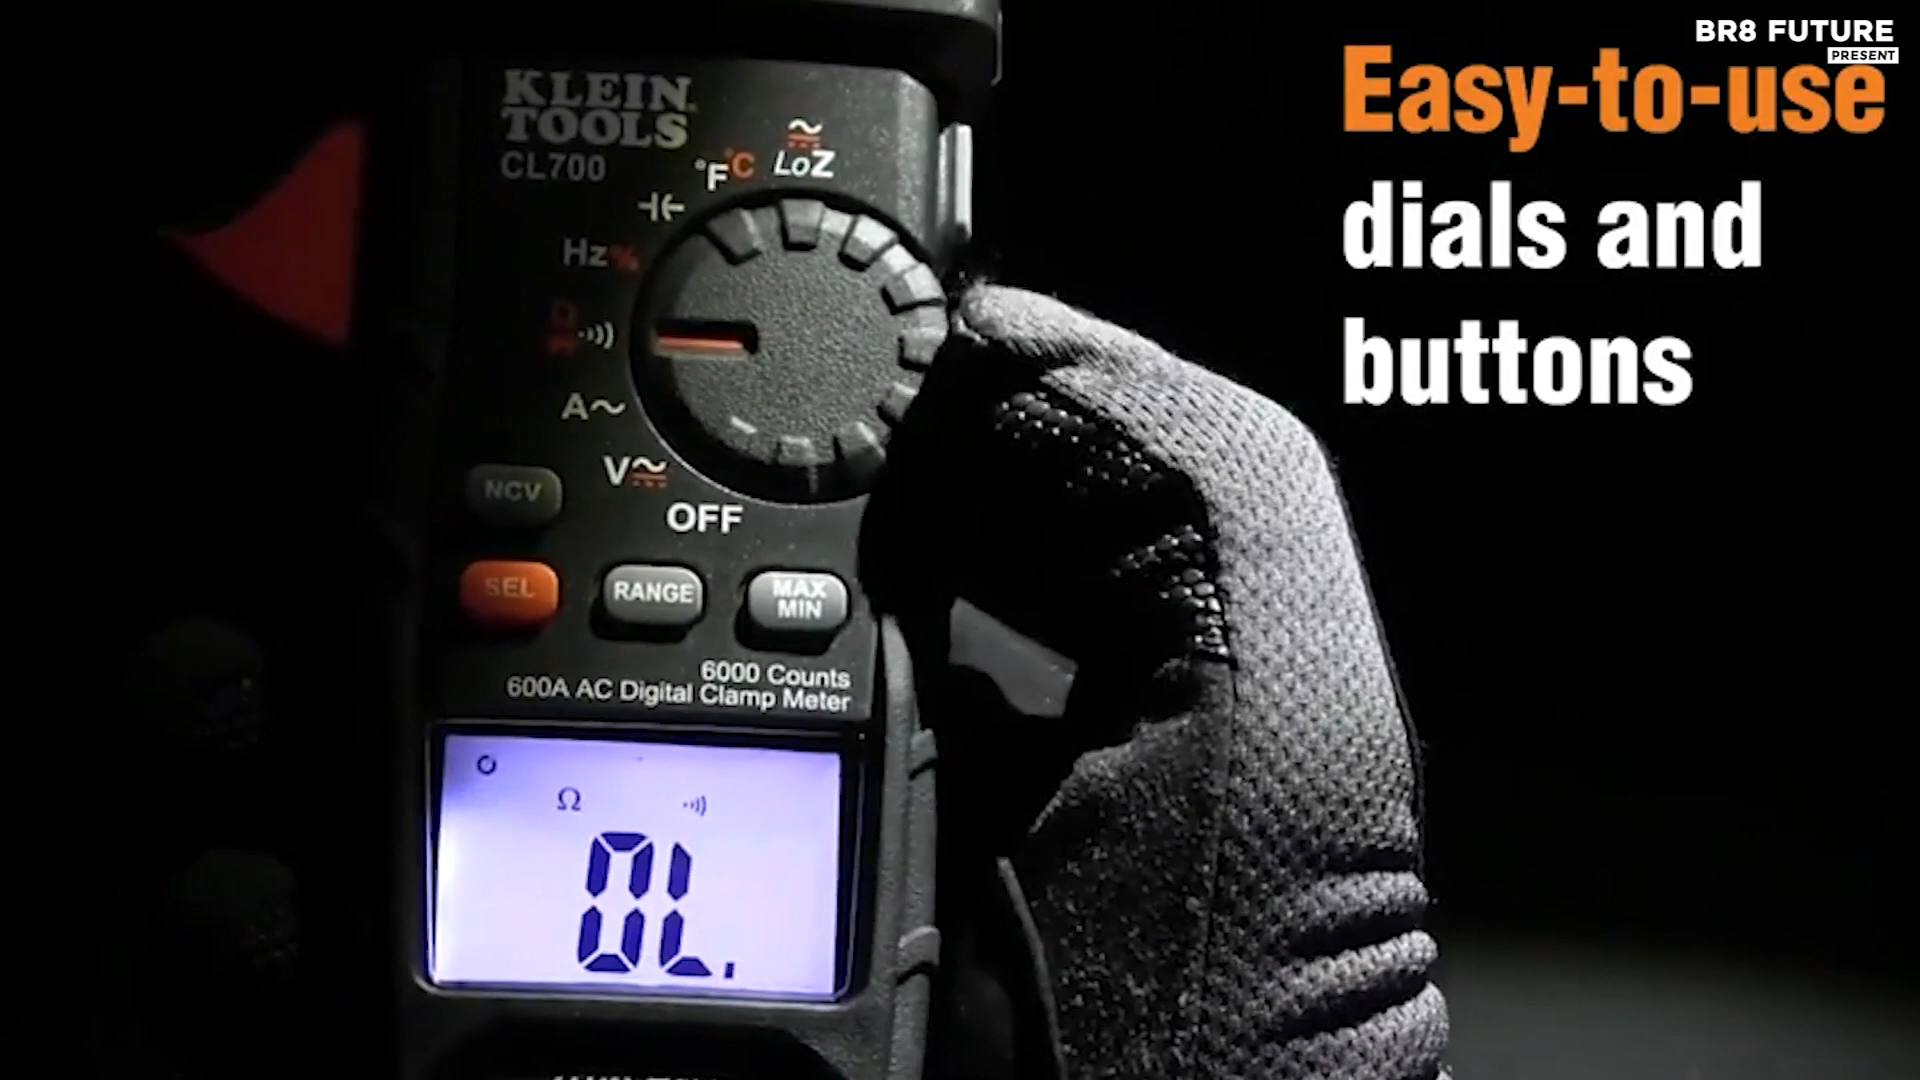 BR8 FUTURE
PRESENT
Easy-to-use
dials and
buttons
KLEIN
TOOLS
CL700
°F°C
LoZ
Hz%
Ω
A~
V
OFF
NCV
SEL
RANGE
MAX
MIN
6000 Counts
600A AC Digital Clamp Meter
Ω
OL.